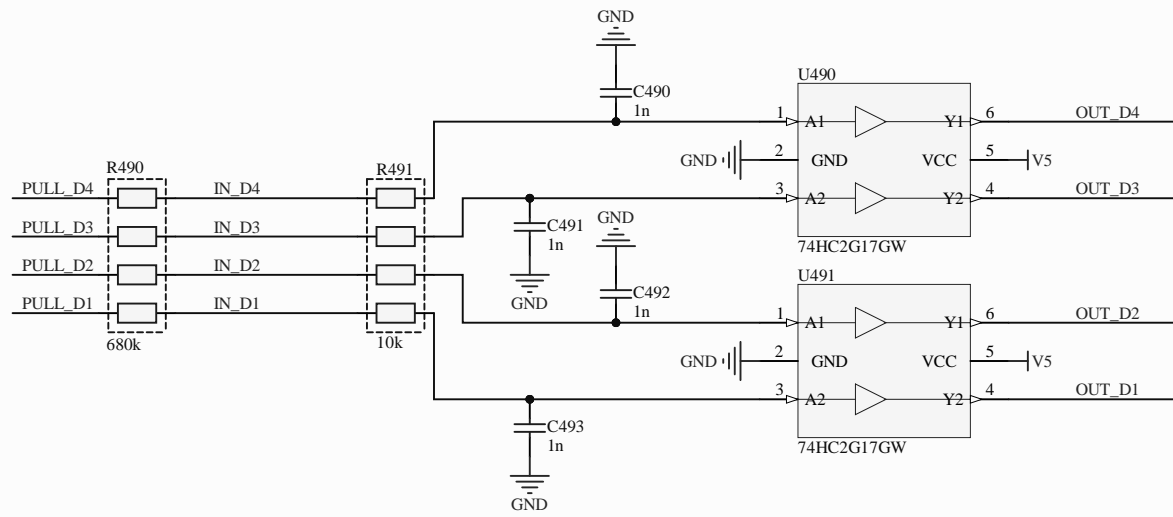 GND
U490
C490
1n
1
A1
Y1
6
OUT_D4
GND
2
GND
VCC
5
V5
R490
R491
PULL_D4
IN_D4
3
A2
Y2
4
OUT_D3
PULL_D3
IN_D3
C491
1n
GND
74HC2G17GW
PULL_D2
IN_D2
GND
U491
C492
1n
PULL_D1
IN_D1
1
A1
Y1
6
OUT_D2
680k
10k
GND
2
GND
VCC
5
V5
3
A2
Y2
4
OUT_D1
C493
1n
74HC2G17GW
GND